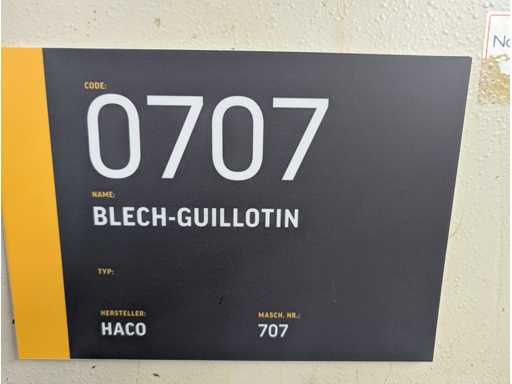 CODE:
0707
NAME:
BLECH-GUILLOTIN
TYP:
HERSTELLER:
HACO
MASCH. NR.:
707